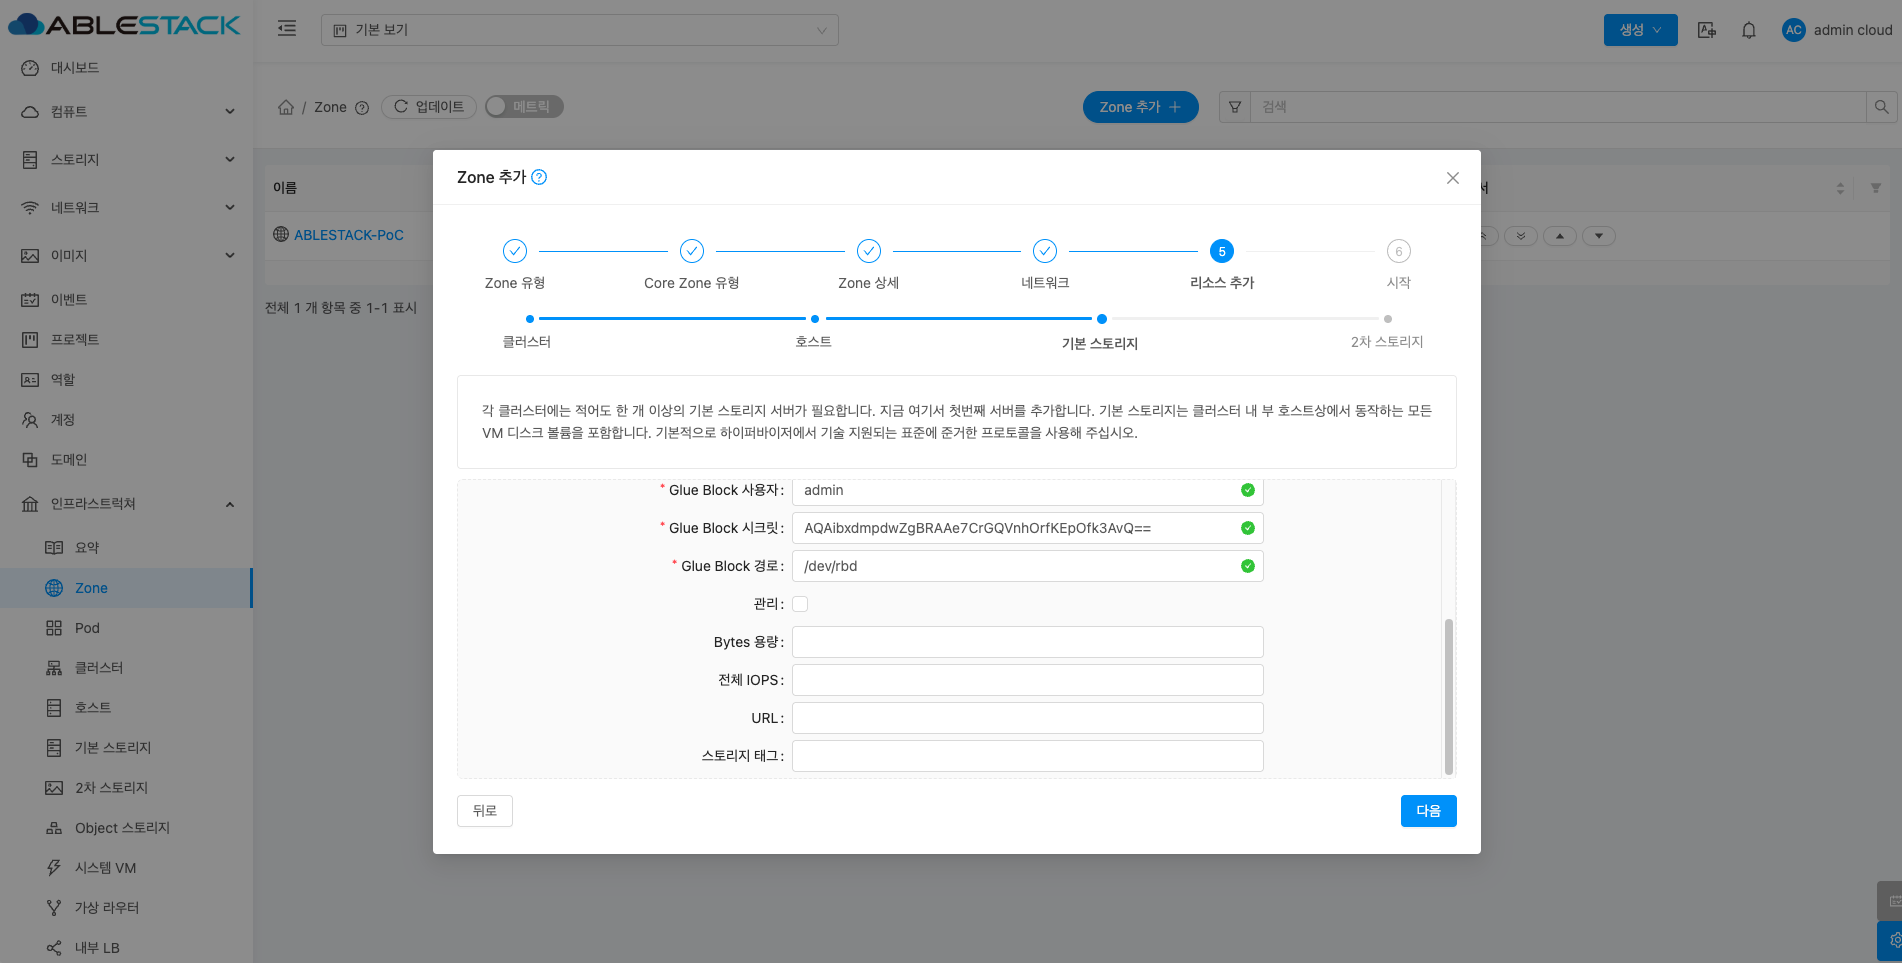 ABLESTACK
기본 보기
생성
AC
admin cloud
대시보드
컴퓨트
스토리지
네트워크
이미지
이벤트
프로젝트
역할
계정
도메인
인프라스트럭쳐
요약
Zone
Pod
클러스터
호스트
기본 스토리지
2차 스토리지
Object 스토리지
시스템 VM
가상 라우터
내부 LB
/ Zone
업데이트
메트릭
Zone 추가
검색
이름
서
ABLESTACK-PoC
전체 1 개 항목 중 1-1 표시
Zone 추가
Zone 유형
Core Zone 유형
Zone 상세
네트워크
5
리소스 추가
6
시작
클러스터
호스트
기본 스토리지
2차 스토리지
각 클러스터에는 적어도 한 개 이상의 기본 스토리지 서버가 필요합니다. 지금 여기서 첫번째 서버를 추가합니다. 기본 스토리지는 클러스터 내 부 호스트상에서 동작하는 모든
VM 디스크 볼륨을 포함합니다. 기본적으로 하이퍼바이저에서 기술 지원되는 표준에 준거한 프로토콜을 사용해 주십시오.
* Glue Block 사용자 : admin
* Glue Block 시크릿 : AQAibxdmpdwZgBRAAe7CrGQVnhOrfKEpOfk3AvQ==
* Glue Block 경로 : /dev/rbd
관리 :
Bytes 용량 :
전체 IOPS :
URL :
스토리지 태그 :
뒤로
다음